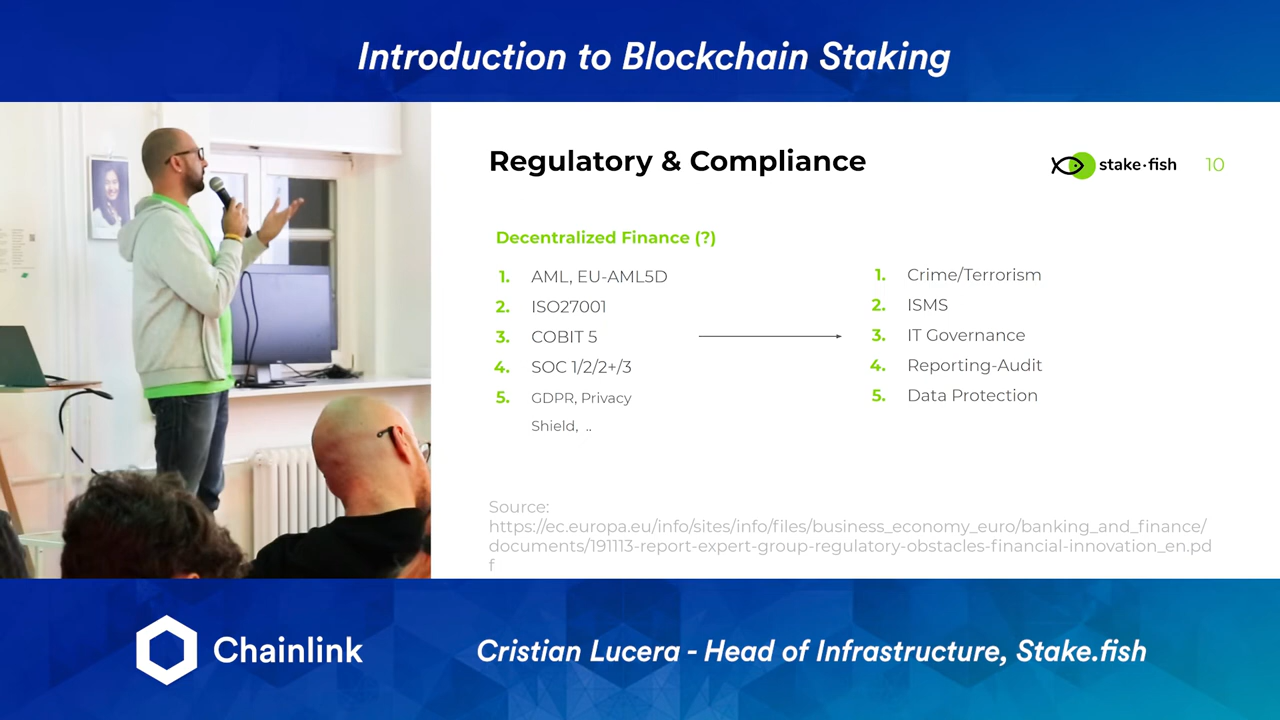 Introduction to Blockchain Staking
Regulatory & Compliance
stake·fish
10
Decentralized Finance (?)
1. AML, EU-AML5D
2. ISO27001
3. COBIT 5
4. SOC 1/2/2+/3
5. GDPR, Privacy
Shield, ..
1. Crime/Terrorism
2. ISMS
3. IT Governance
4. Reporting-Audit
5. Data Protection
Source:
https://ec.europa.eu/info/sites/info/files/business_economy_euro/banking_and_finance/
documents/191113-report-expert-group-regulatory-obstacles-financial-innovation_en.pd
f
Chainlink
Cristian Lucera - Head of Infrastructure, Stake.fish